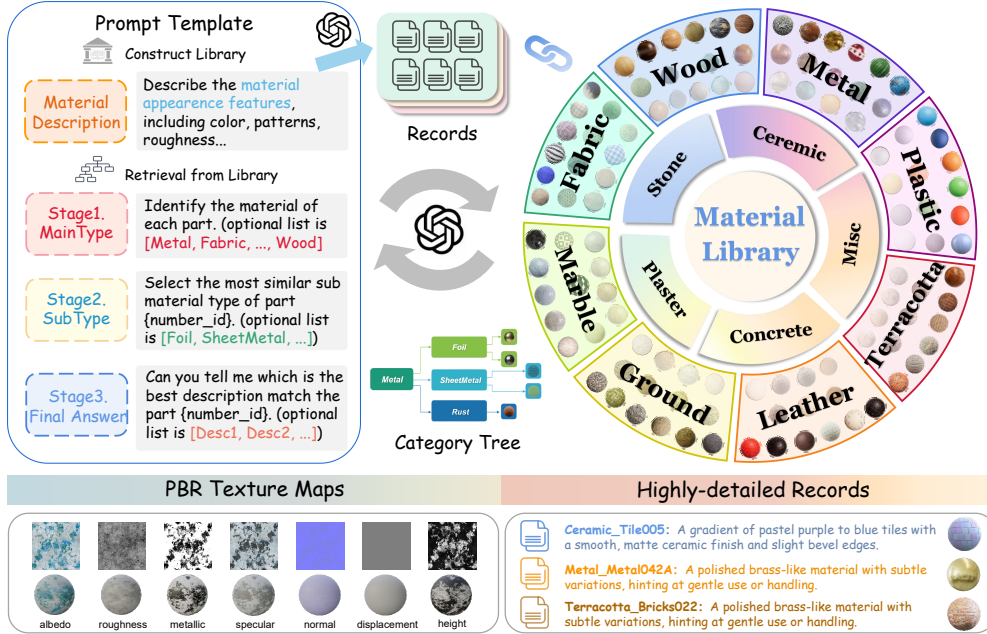 Prompt Template
Construct Library
Material
Description
Describe the material
appearence features,
including color, patterns,
roughness...
Retrieval from Library
Stage1.
MainType
Identify the material of
each part. (optional list is
[Metal, Fabric, ..., Wood]
Stage2.
SubType
Select the most similar sub
material type of part
{number_id}. (optional list
is [Foil, SheetMetal, ...])
Stage3.
Final Answer
Can you tell me which is the
best description match the
part {number_id}. (optional
list is [Desc1, Desc2, ...])
Records
Metal
Foil
SheetMetal
Rust
Category Tree
Material
Library
Stone
Ceremic
Misc
Concrete
Plaster
Wood
Metal
Plastic
Terracotta
Leather
Ground
Marble
Fabric
PBR Texture Maps
albedo
roughness
metallic
specular
normal
displacement
height
Highly-detailed Records
Ceramic_Tile005: A gradient of pastel purple to blue tiles with
a smooth, matte ceramic finish and slight bevel edges.
Metal_Metal042A: A polished brass-like material with subtle
variations, hinting at gentle use or handling.
Terracotta_Bricks022: A polished brass-like material with
subtle variations, hinting at gentle use or handling.